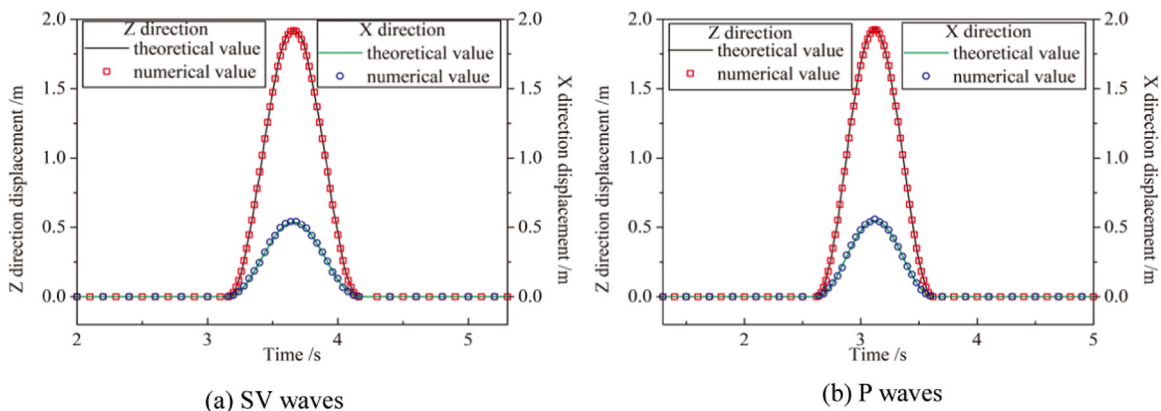 Z direction
theoretical value
numerical value
X direction
theoretical value
numerical value
2.0
1.5
1.0
0.5
0.0
Z direction displacement /m
2.0
1.5
1.0
0.5
0.0
X direction displacement /m
2 3 4 5
Time /s
(a) SV waves
Z direction
theoretical value
numerical value
X direction
theoretical value
numerical value
2.0
1.5
1.0
0.5
0.0
Z direction displacement /m
2.0
1.5
1.0
0.5
0.0
X direction displacement /m
2 3 4 5
Time /s
(b) P waves